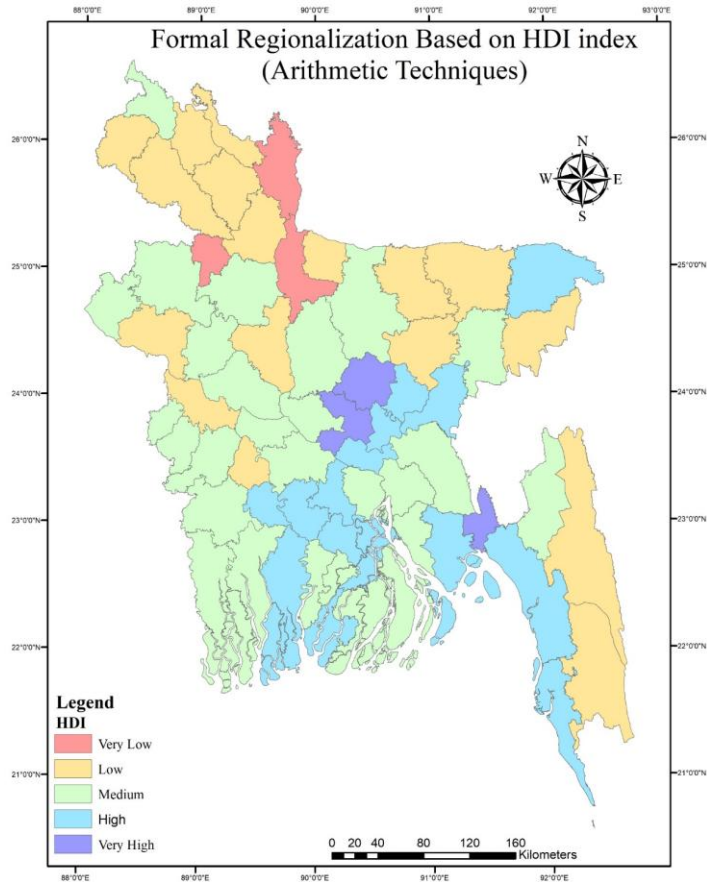 88°0'0"E 89°0'0"E 90°0'0"E 91°0'0"E 92°0'0"E 93°0'0"E
Formal Regionalization Based on HDI index
(Arithmetic Techniques)
26°0'0"N 26°0'0"N
N
W E
S
25°0'0"N 25°0'0"N
24°0'0"N 24°0'0"N
23°0'0"N 23°0'0"N
22°0'0"N 22°0'0"N
Legend
HDI
Very Low
21°0'0"N 21°0'0"N
Low
Medium
High
Very High
0 20 40 80 120 160
Kilometers
88°0'0"E 89°0'0"E 90°0'0"E 91°0'0"E 92°0'0"E